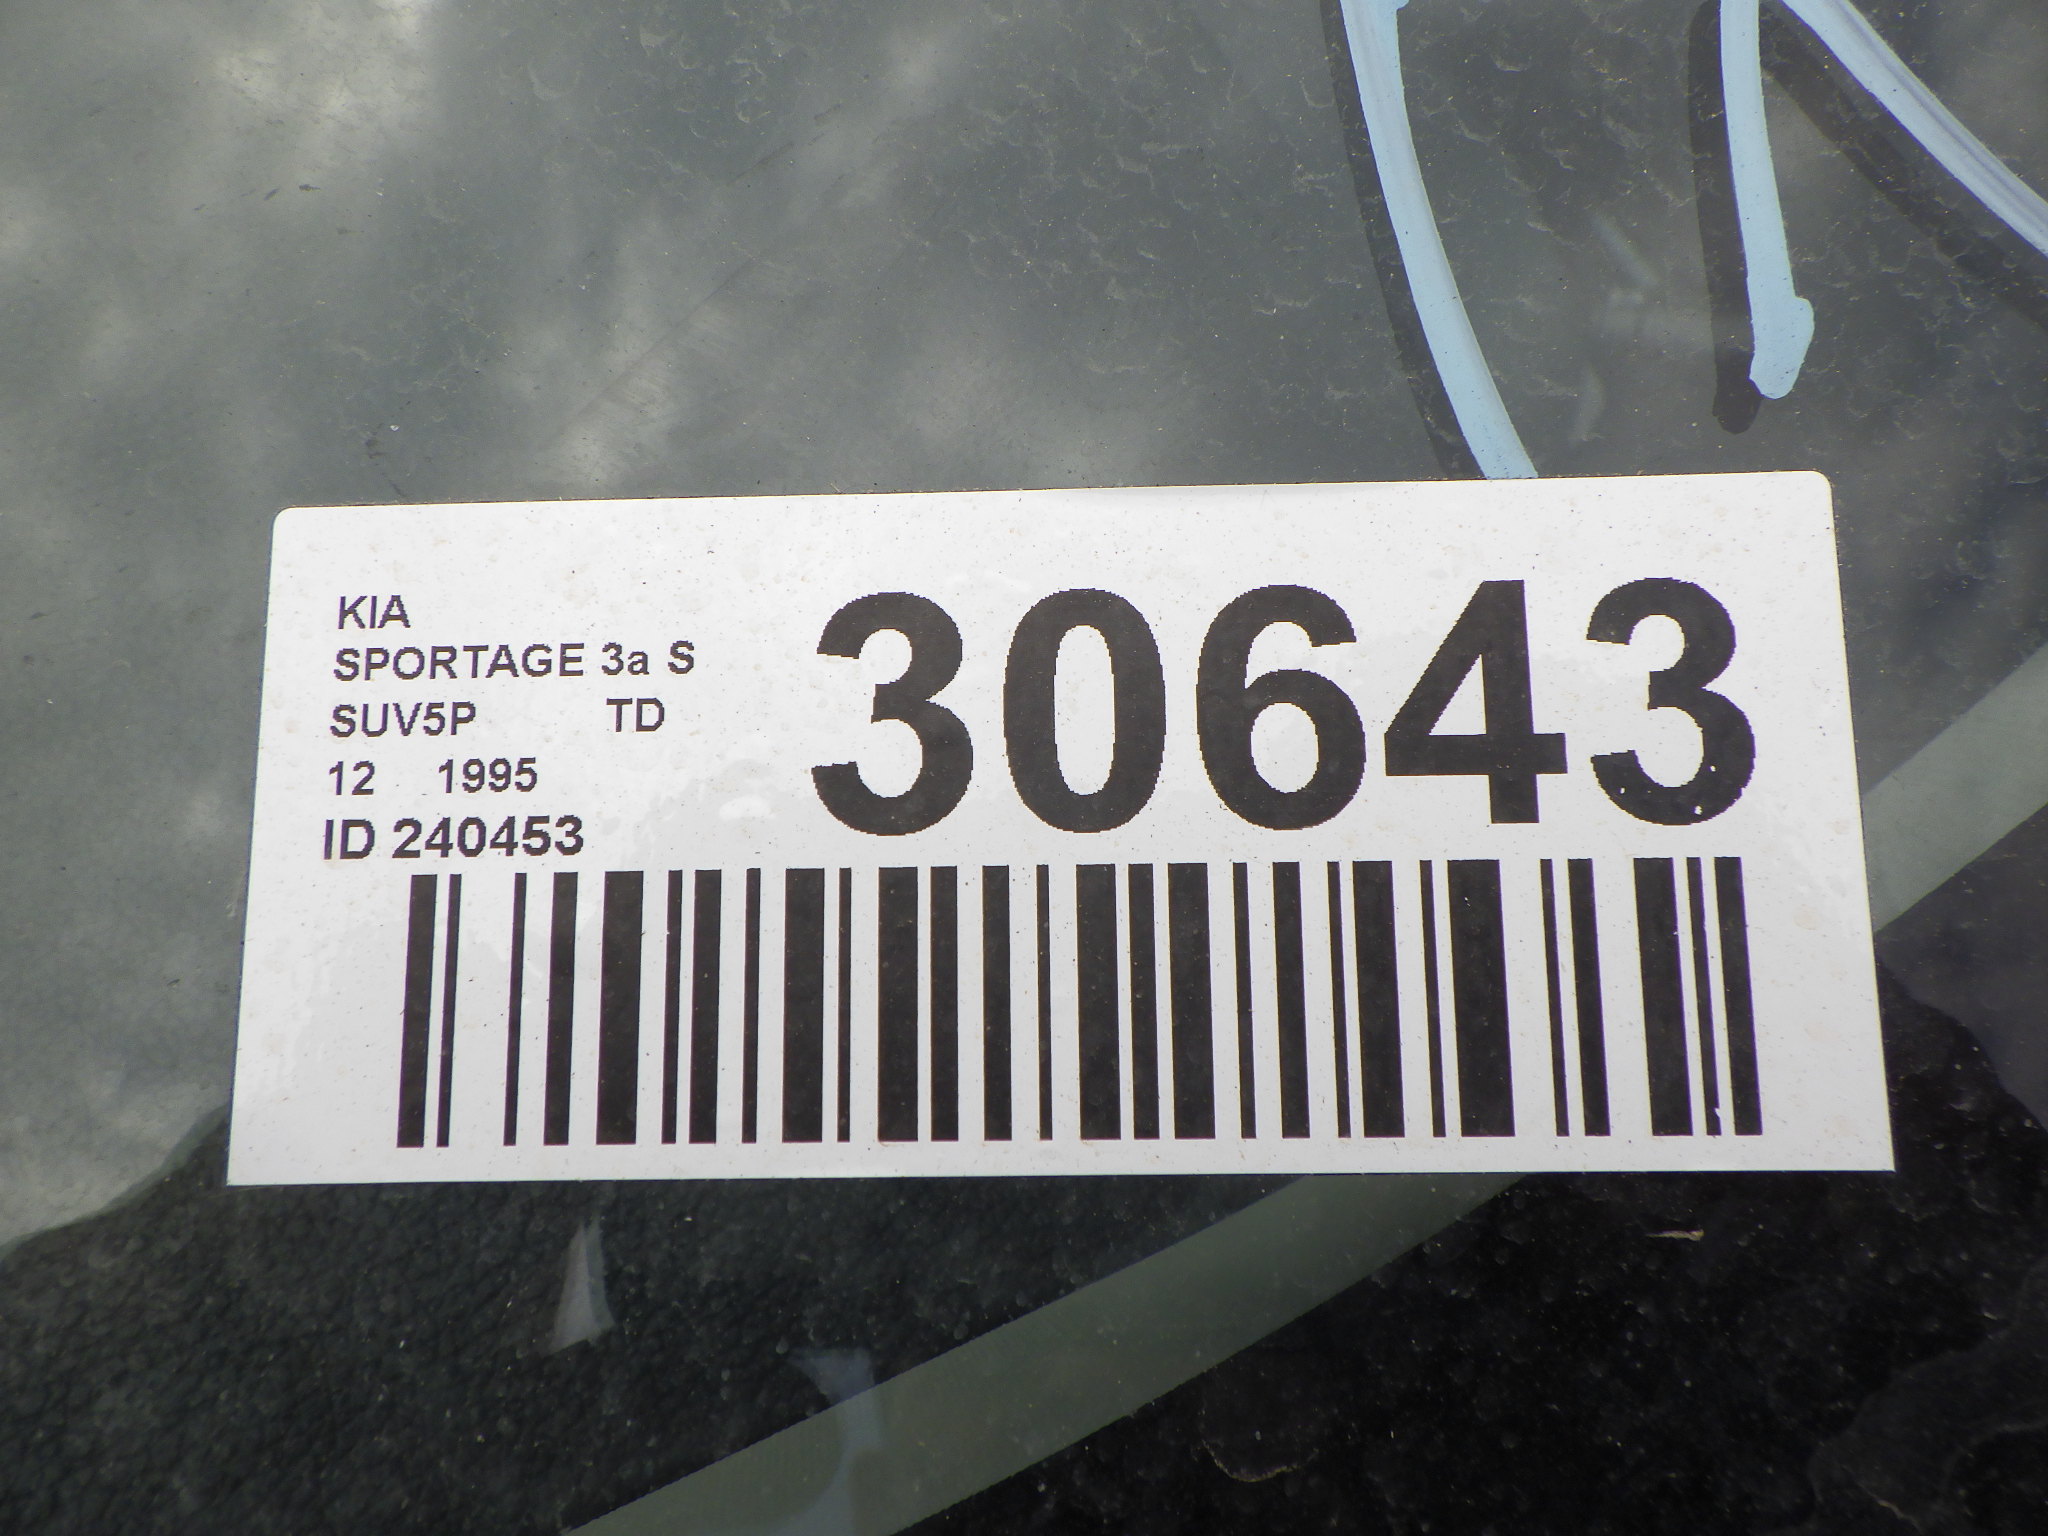 KIA
SPORTAGE 3a S
SUV5P TD
12 1995
ID 240453
30643